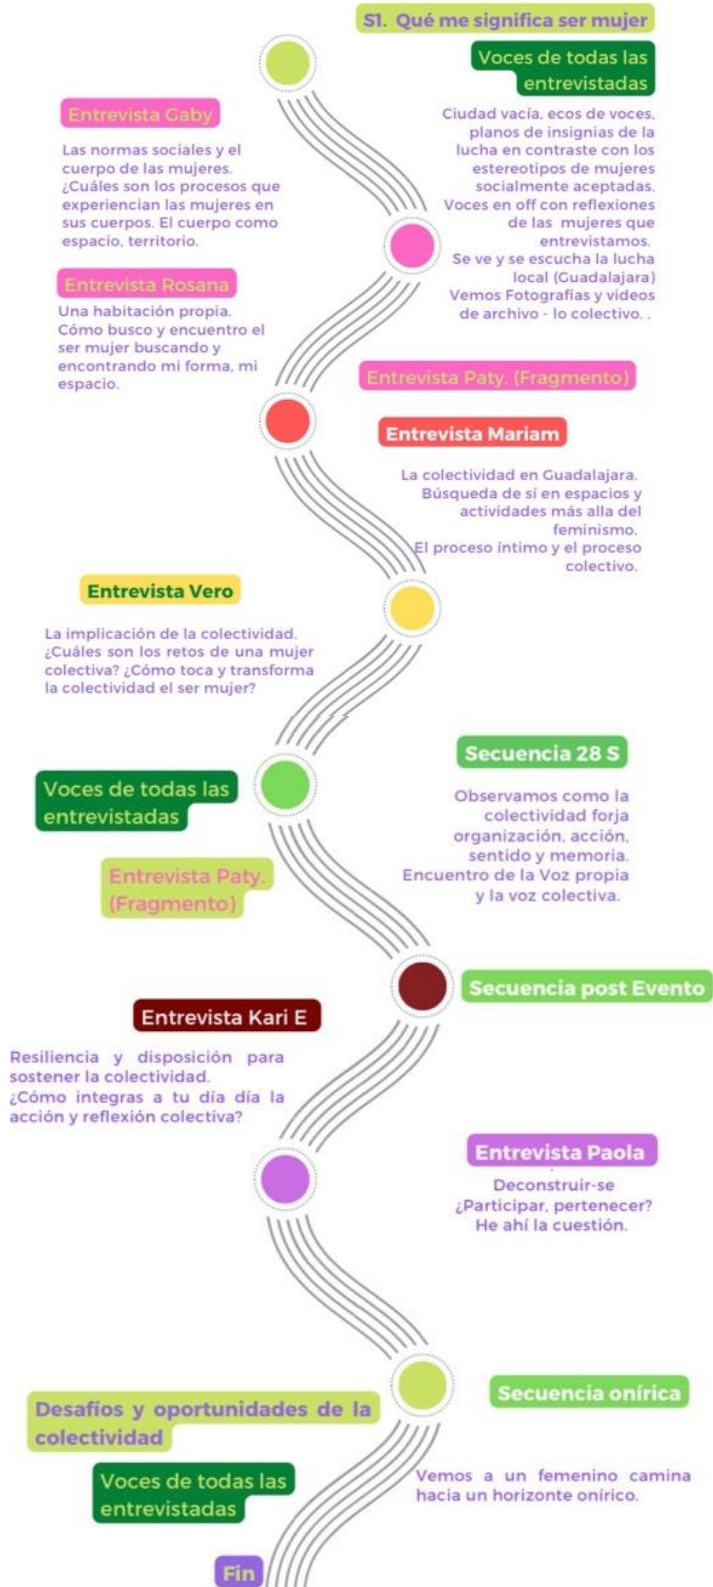 S1. Qué me significa ser mujer
Voces de todas las
entrevistadas
Ciudad vacía, ecos de voces,
planos de insignias de la
lucha en contraste con los
estereotipos de mujeres
socialmente aceptadas.
Voces en off con reflexiones
de las mujeres que
entrevistamos.
Se ve y se escucha la lucha
local (Guadalajara)
Vemos Fotografías y videos
de archivo - lo colectivo. .
Entrevista Gaby
Las normas sociales y el
cuerpo de las mujeres.
¿Cuáles son los procesos que
experiencian las mujeres en
sus cuerpos. El cuerpo como
espacio, territorio.
Entrevista Rosana
Una habitación propia.
Cómo busco y encuentro el
ser mujer buscando y
encontrando mi forma, mi
espacio.
Entrevista Paty. (Fragmento)
Entrevista Mariam
La colectividad en Guadalajara.
Búsqueda de sí en espacios y
actividades más alla del
feminismo.
El proceso íntimo y el proceso
colectivo.
Entrevista Vero
La implicación de la colectividad.
¿Cuáles son los retos de una mujer
colectiva? ¿Cómo toca y transforma
la colectividad el ser mujer?
Secuencia 28 S
Observamos como la
colectividad forja
organización, acción,
sentido y memoria.
Encuentro de la Voz propia
y la voz colectiva.
Voces de todas las
entrevistadas
Entrevista Paty.
(Fragmento)
Secuencia post Evento
Entrevista Kari E
Resiliencia y disposición para
sostener la colectividad.
¿Cómo integras a tu día día la
acción y reflexión colectiva?
Entrevista Paola
Deconstruir-se
¿Participar, pertenecer?
He ahí la cuestión.
Secuencia onírica
Desafíos y oportunidades de la
colectividad
Voces de todas las
entrevistadas
Vemos a un femenino camina
hacia un horizonte onírico.
Fin